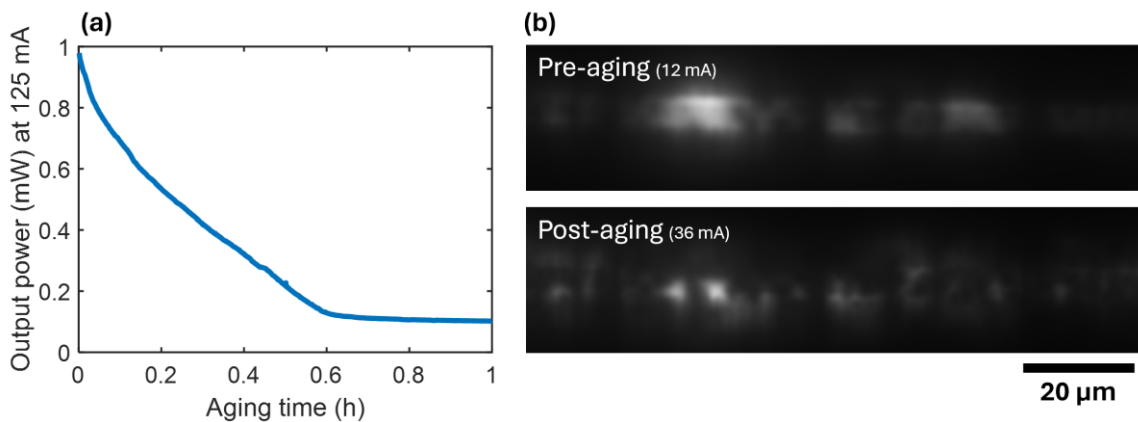 (a)
Output power (mW) at 125 mA
1
0.8
0.6
0.4
0.2
0
0 0.2 0.4 0.6 0.8 1
Aging time (h)
(b)
Pre-aging (12 mA)
Post-aging (36 mA)
20 µm